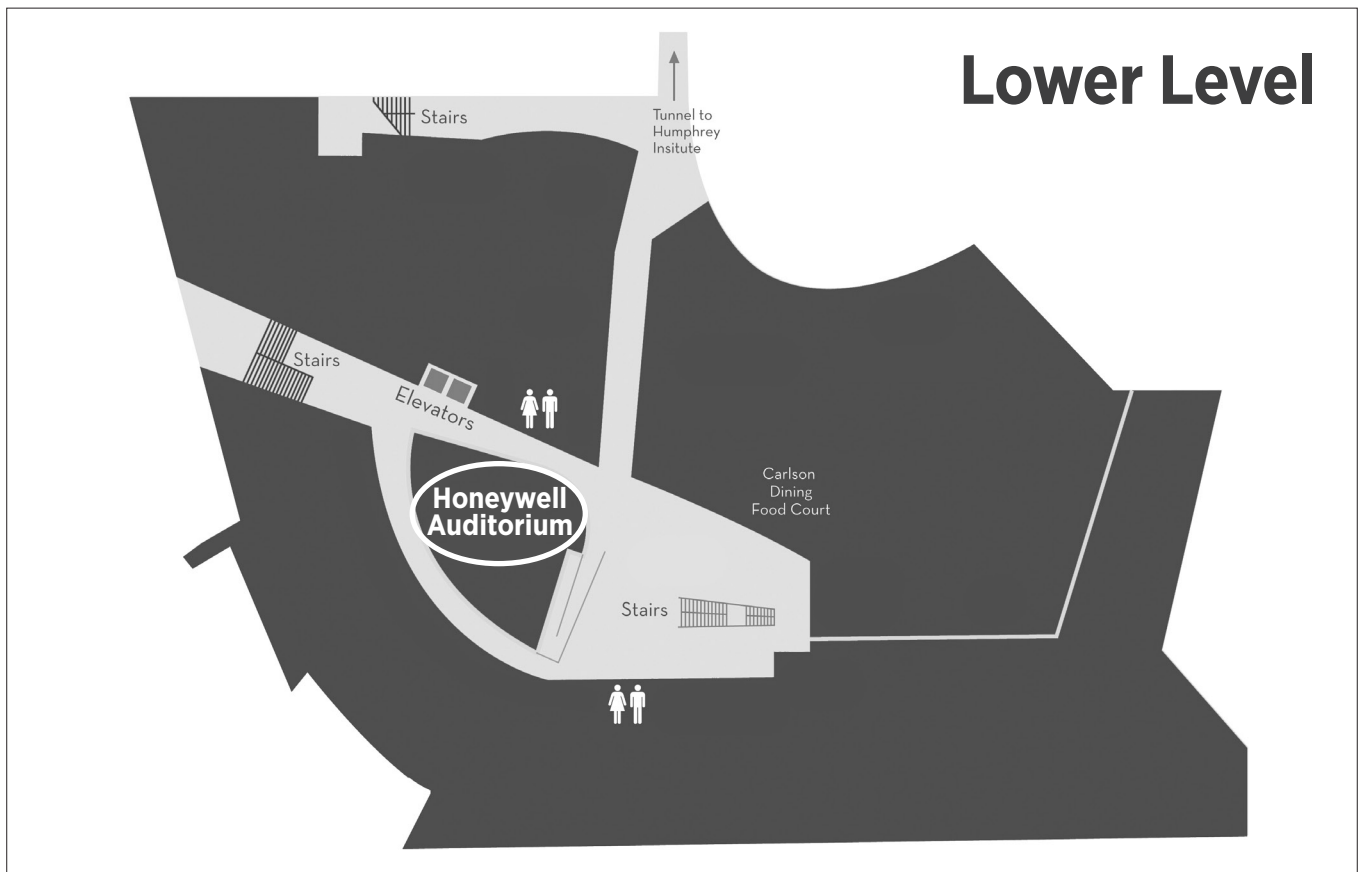 Lower Level
Stairs
Tunnel to
Humphrey
Insitute
Stairs
Elevators
Honeywell
Auditorium
Carlson
Dining
Food Court
Stairs